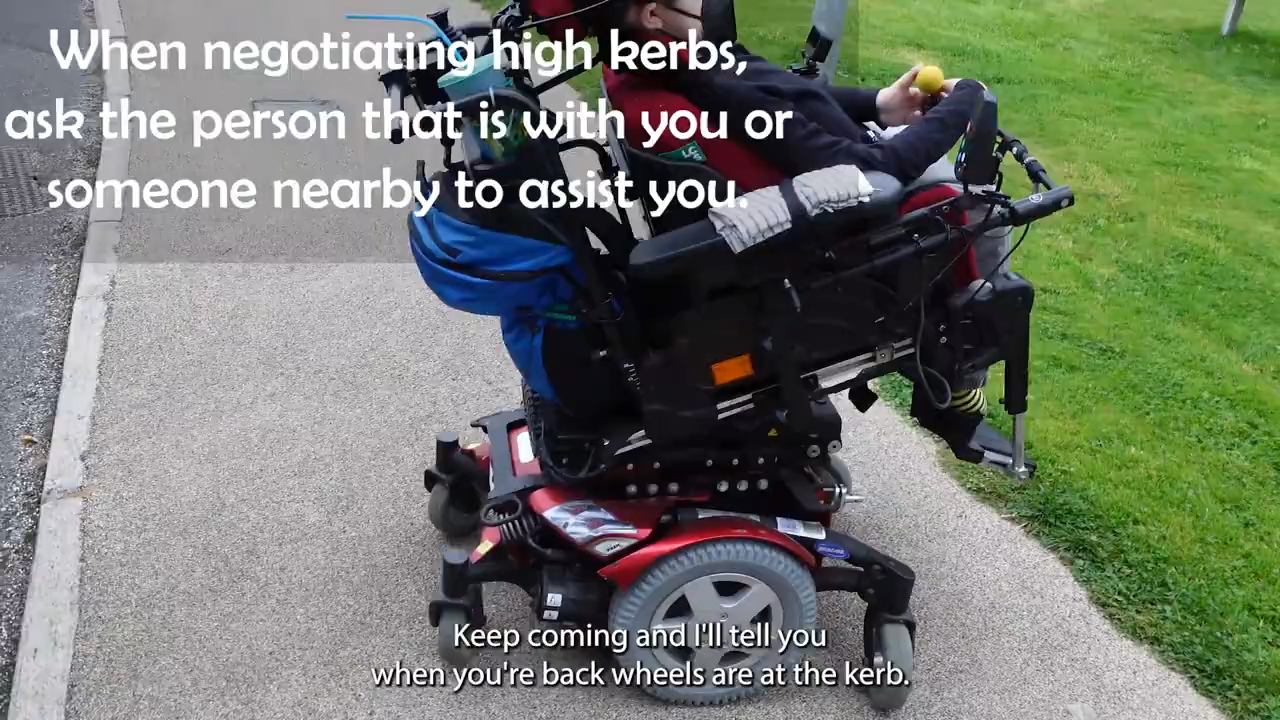 When negotiating high kerbs,
ask the person that is with you or
someone nearby to assist you.
Keep coming and I'll tell you
when you're back wheels are at the kerb.